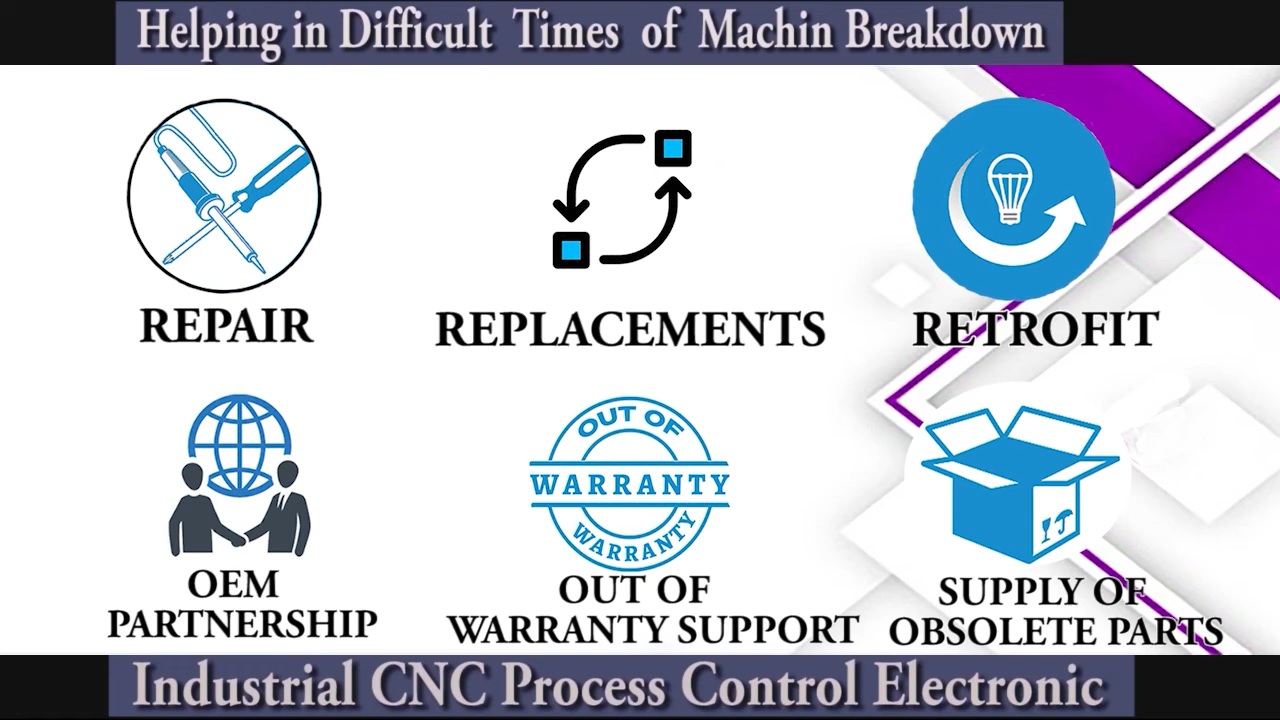 Helping in Difficult Times of Machin Breakdown
REPAIR
REPLACEMENTS
RETROFIT
OUT OF
WARRANTY
WARRANTY
OEM
PARTNERSHIP
OUT OF
WARRANTY SUPPORT
SUPPLY OF
OBSOLETE PARTS
Industrial CNC Process Control Electronic